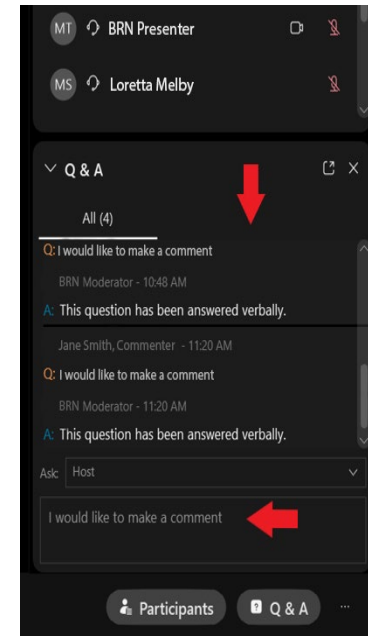 MT BRN Presenter
MS Loretta Melby
Q & A
All (4)
Q: I would like to make a comment
BRN Moderator - 10:48 AM
A: This question has been answered verbally.
Jane Smith, Commenter - 11:20 AM
Q: I would like to make a comment
BRN Moderator - 11:20 AM
A: This question has been answered verbally.
Ask: Host
I would like to make a comment
Participants ? Q & A ...